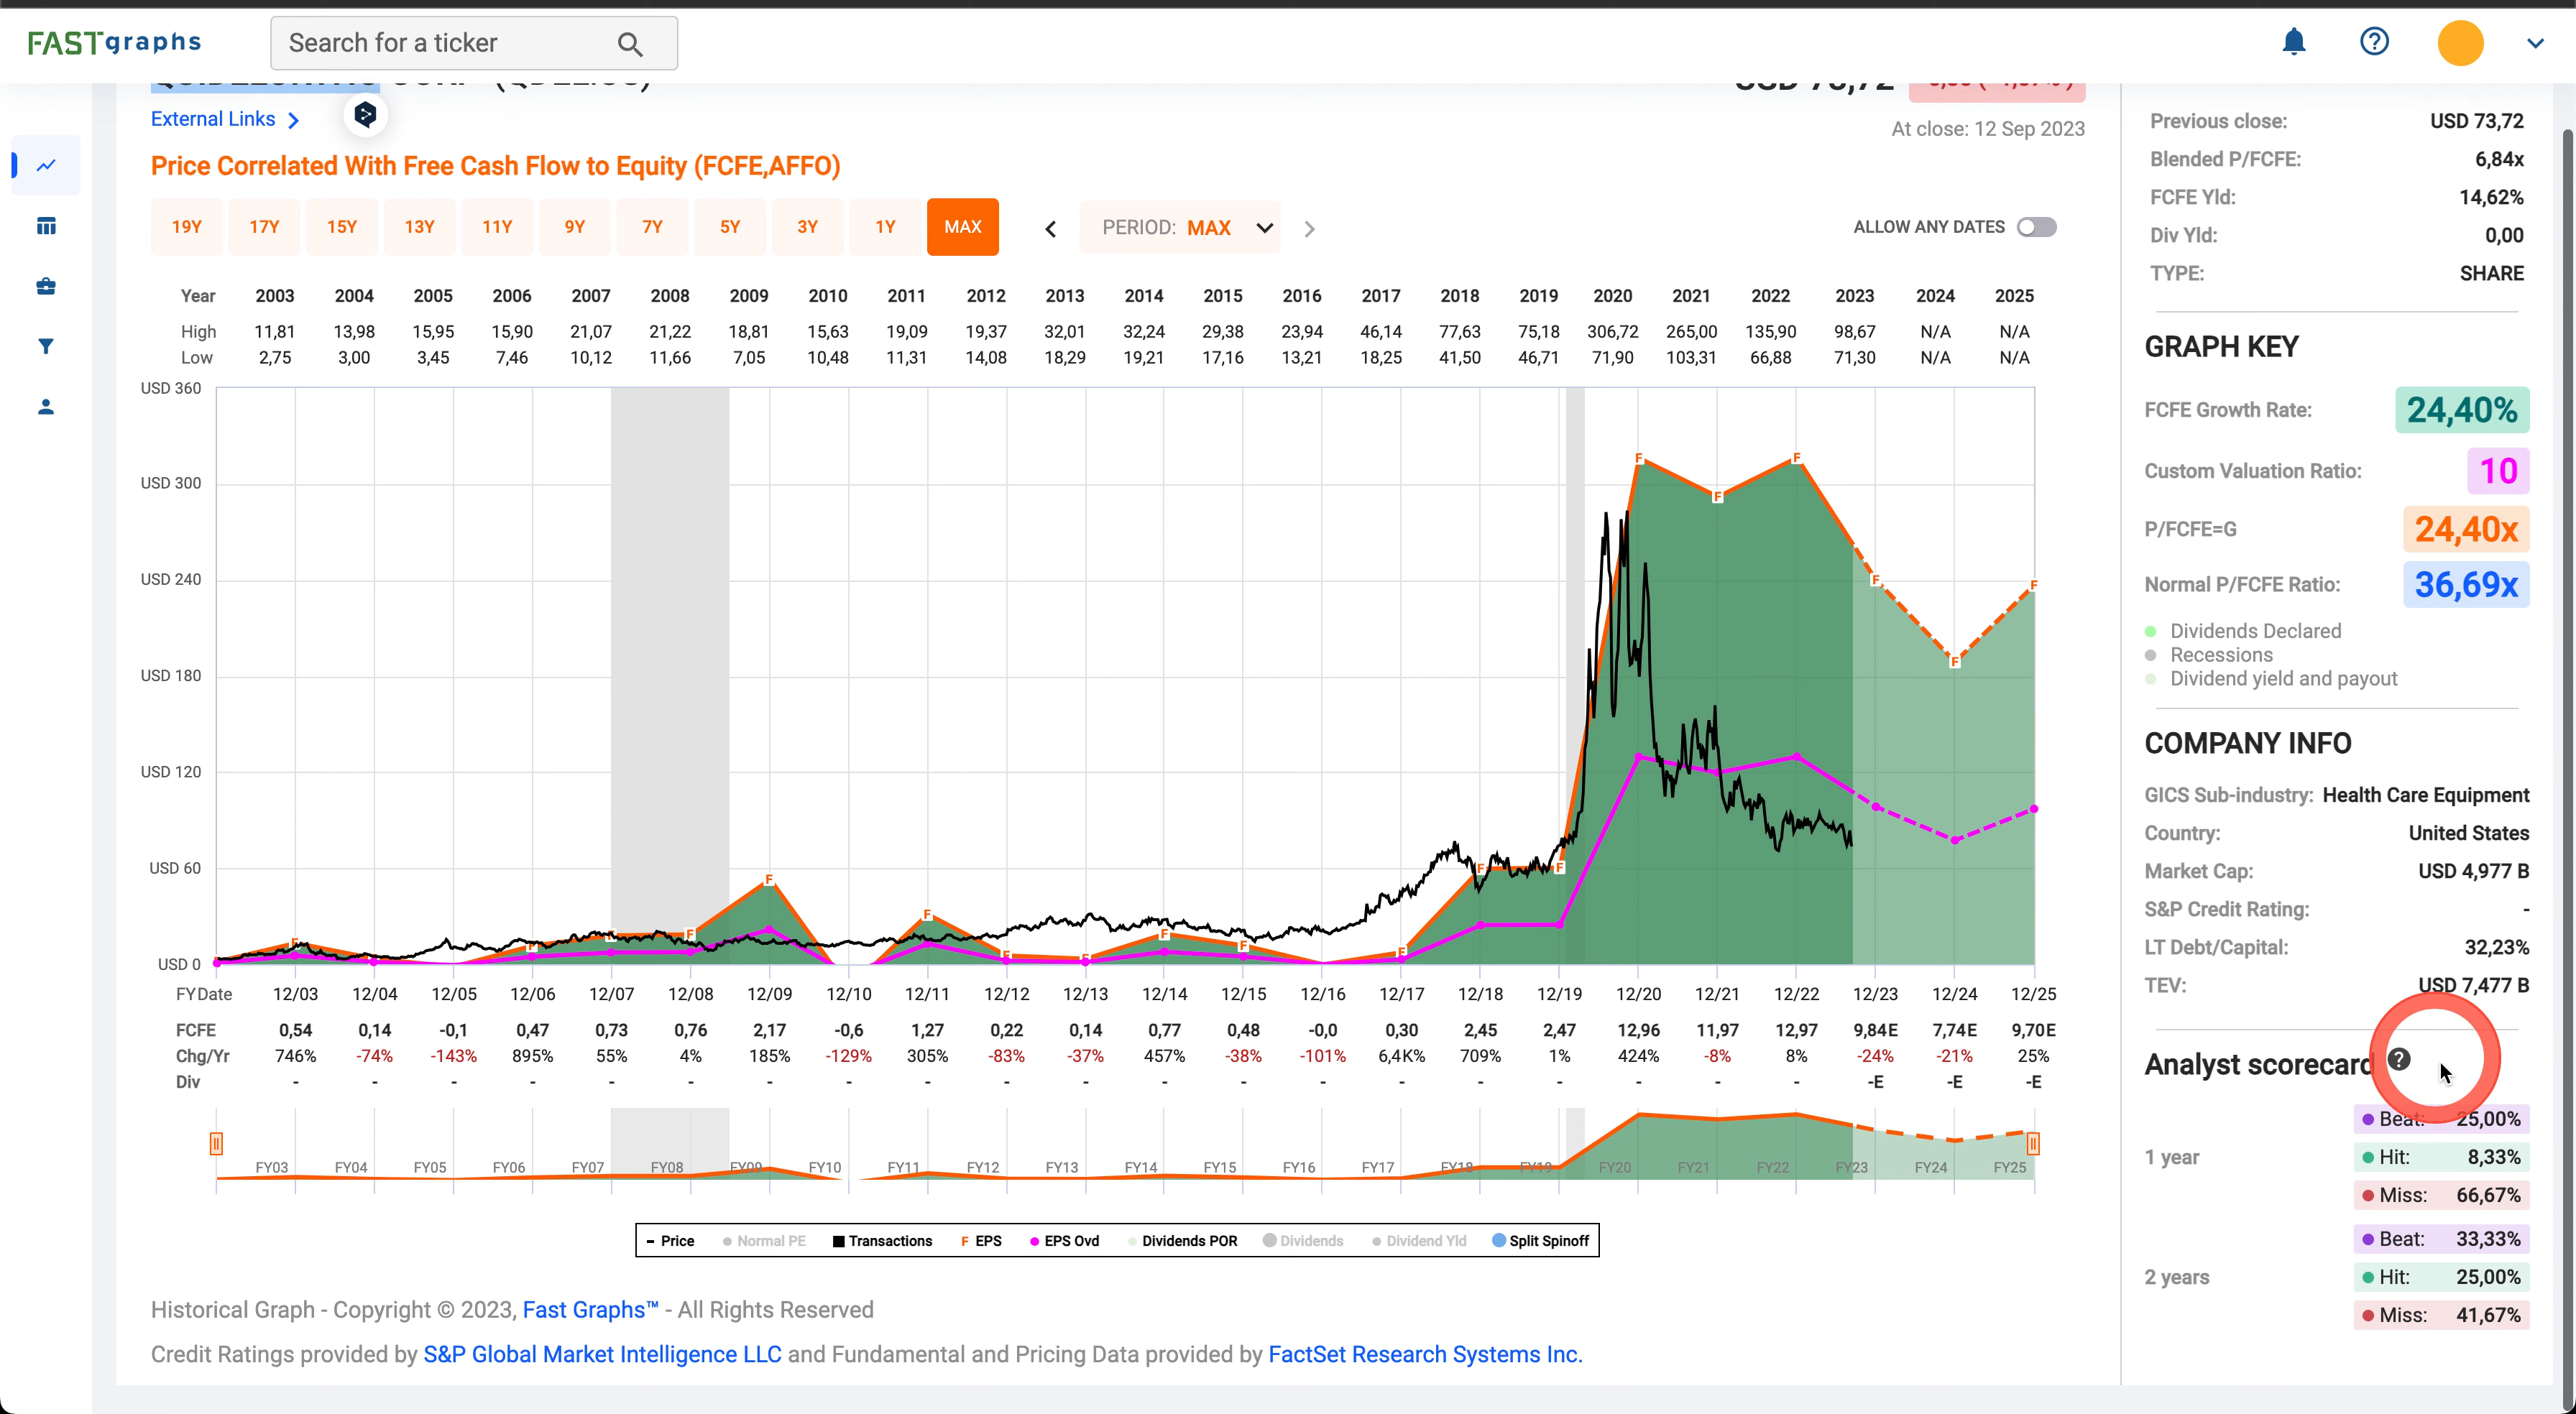 FASTgraphs
Search for a ticker
External Links
At close: 12 Sep 2023
Price Correlated With Free Cash Flow to Equity (FCFE,AFFO)
19Y 17Y 15Y 13Y 11Y 9Y 7Y 5Y 3Y 1Y MAX PERIOD: MAX ALLOW ANY DATES
Year 2003 2004 2005 2006 2007 2008 2009 2010 2011 2012 2013 2014 2015 2016 2017 2018 2019 2020 2021 2022 2023 2024 2025
High 11,81 13,98 15,95 15,90 21,07 21,22 18,81 15,63 19,09 19,37 32,01 32,24 29,38 23,94 46,14 77,63 75,18 306,72 265,00 135,90 98,67 N/A N/A
Low 2,75 3,00 3,45 7,46 10,12 11,66 7,05 10,48 11,31 14,08 18,29 19,21 17,16 13,21 18,25 41,50 46,71 71,90 103,31 66,88 71,30 N/A N/A
USD 360
USD 300
USD 240
USD 180
USD 120
USD 60
USD 0
FYDate 12/03 12/04 12/05 12/06 12/07 12/08 12/09 12/10 12/11 12/12 12/13 12/14 12/15 12/16 12/17 12/18 12/19 12/20 12/21 12/22 12/23 12/24 12/25
FCFE 0,54 0,14 -0,1 0,47 0,73 0,76 2,17 -0,6 1,27 0,22 0,14 0,77 0,48 -0,0 0,30 2,45 2,47 12,96 11,97 12,97 9,84E 7,74E 9,70E
Chg/Yr 746% -74% -143% 895% 55% 4% 185% -129% 305% -83% -37% 457% -38% -101% 6,4K% 709% 1% 424% -8% 8% -24% -21% 25%
Div - - - - - - - - - - - - - - - - - - - - -E -E -E
FY03 FY04 FY05 FY06 FY07 FY08 FY09 FY10 FY11 FY12 FY13 FY14 FY15 FY16 FY17 FY18 FY19 FY20 FY21 FY22 FY23 FY24 FY25
Price Normal PE Transactions F EPS EPS Ovd Dividends POR Dividends Dividend Yld Split Spinoff
Historical Graph - Copyright © 2023, Fast Graphs™ - All Rights Reserved
Credit Ratings provided by S&P Global Market Intelligence LLC and Fundamental and Pricing Data provided by FactSet Research Systems Inc.
Previous close: USD 73,72
Blended P/FCFE: 6,84x
FCFE Yld: 14,62%
Div Yld: 0,00
TYPE: SHARE
GRAPH KEY
FCFE Growth Rate: 24,40%
Custom Valuation Ratio: 10
P/FCFE=G 24,40x
Normal P/FCFE Ratio: 36,69x
Dividends Declared
Recessions
Dividend yield and payout
COMPANY INFO
GICS Sub-industry: Health Care Equipment
Country: United States
Market Cap: USD 4,977 B
S&P Credit Rating: -
LT Debt/Capital: 32,23%
TEV: USD 7,477 B
Analyst scorecard ?
1 year
Beat: 25,00%
Hit: 8,33%
Miss: 66,67%
2 years
Beat: 33,33%
Hit: 25,00%
Miss: 41,67%